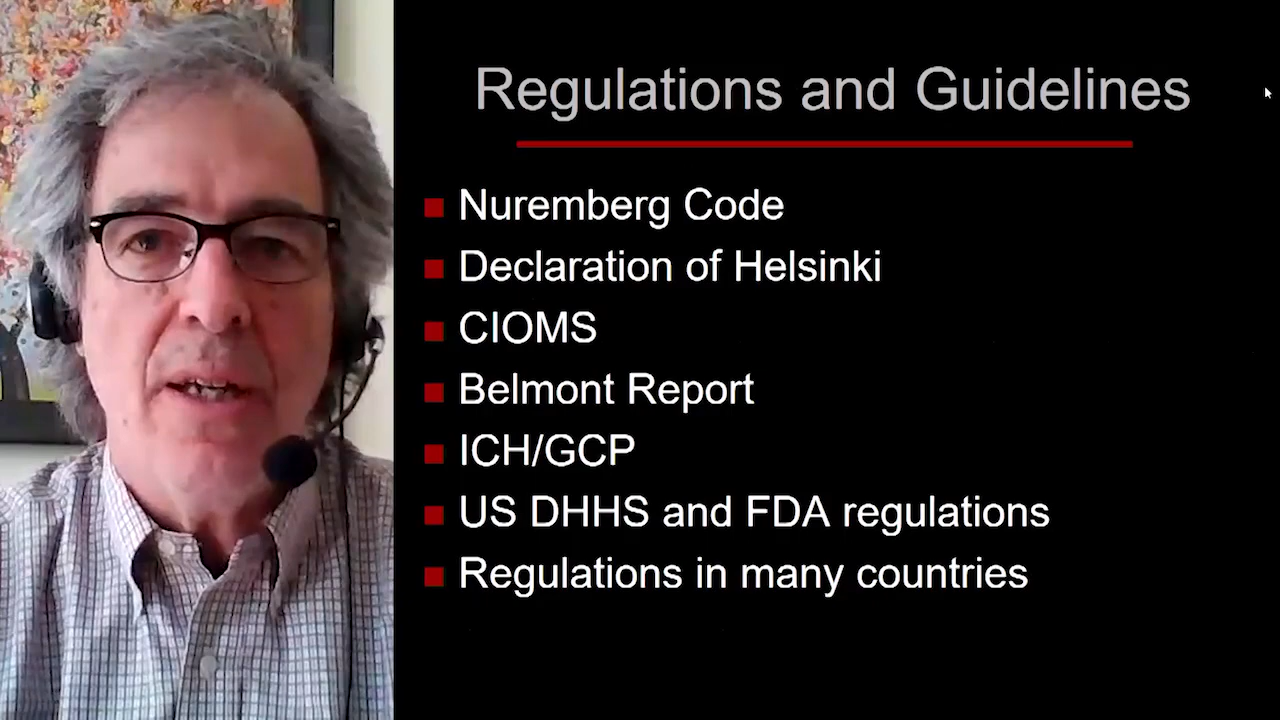 Regulations and Guidelines
Nuremberg Code
Declaration of Helsinki
CIOMS
Belmont Report
ICH/GCP
US DHHS and FDA regulations
Regulations in many countries